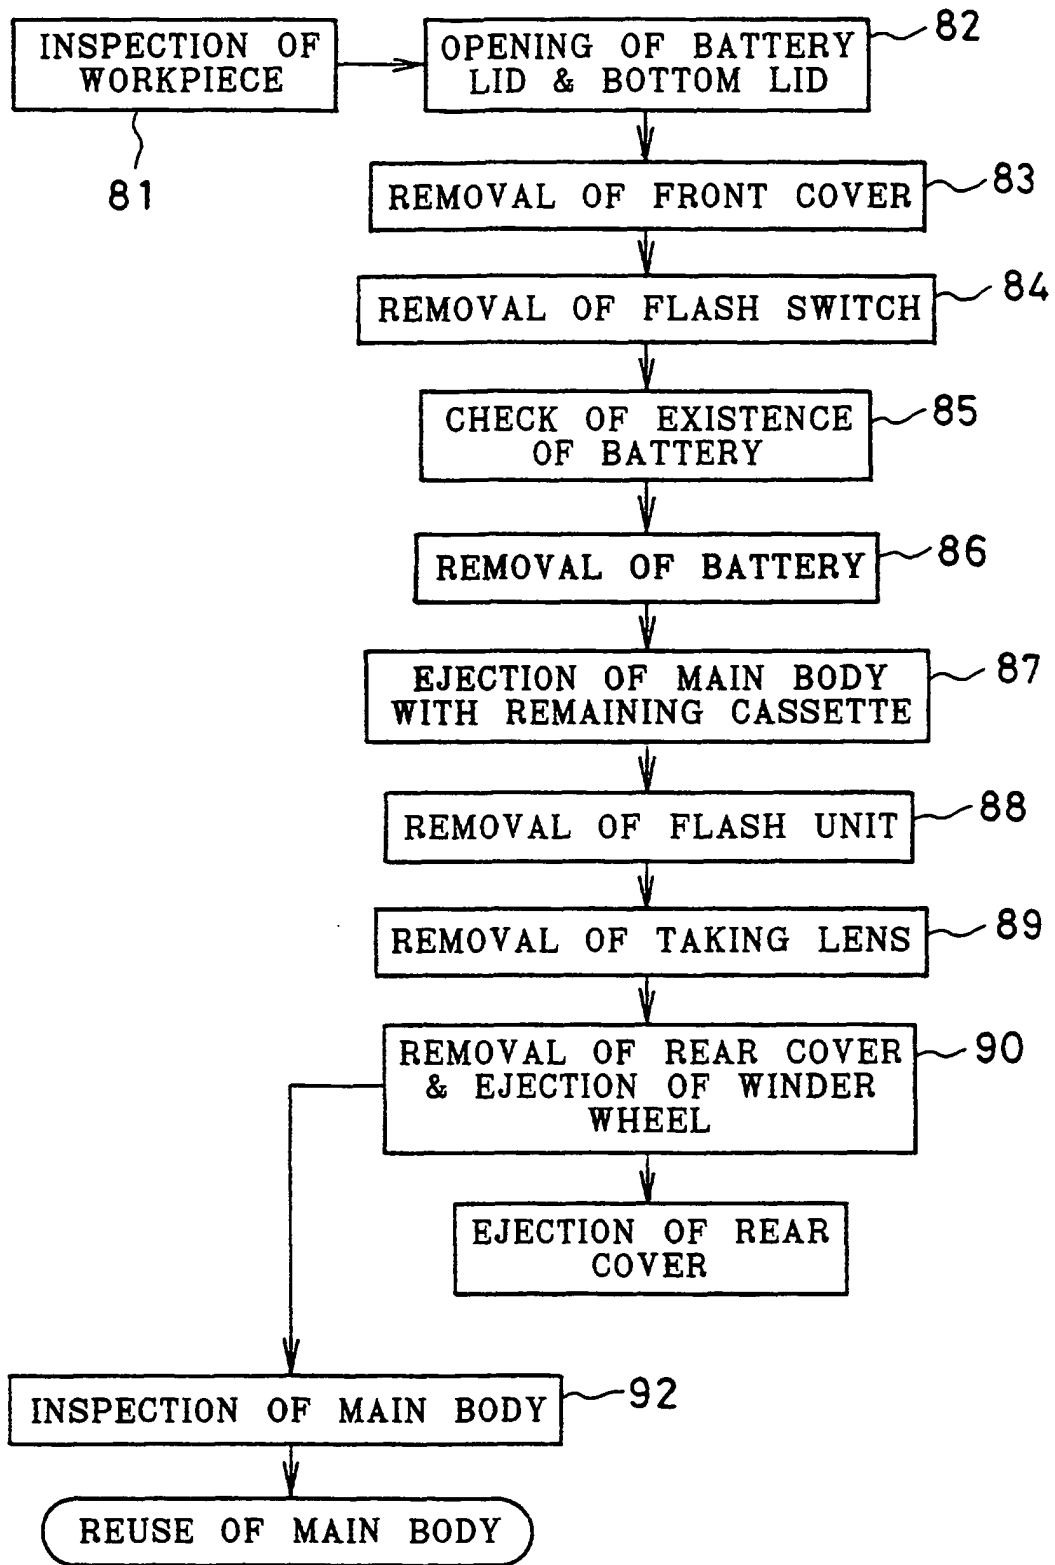 INSPECTION OF
WORKPIECE
81
OPENING OF BATTERY
LID & BOTTOM LID
82
REMOVAL OF FRONT COVER
83
REMOVAL OF FLASH SWITCH
84
CHECK OF EXISTENCE
OF BATTERY
85
REMOVAL OF BATTERY
86
EJECTION OF MAIN BODY
WITH REMAINING CASSETTE
87
REMOVAL OF FLASH UNIT
88
REMOVAL OF TAKING LENS
89
REMOVAL OF REAR COVER
& EJECTION OF WINDER
WHEEL
90
EJECTION OF REAR
COVER
INSPECTION OF MAIN BODY
92
REUSE OF MAIN BODY